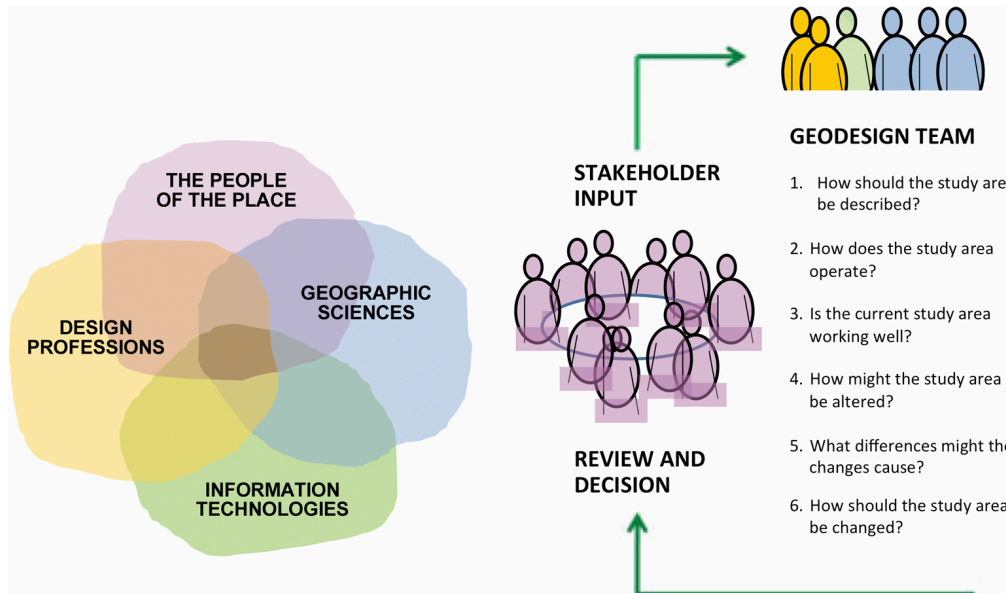 THE PEOPLE
OF THE PLACE
GEOGRAPHIC
SCIENCES
DESIGN
PROFESSIONS
INFORMATION
TECHNOLOGIES
STAKEHOLDER
INPUT
REVIEW AND
DECISION
GEODESIGN TEAM
1. How should the study are
be described?
2. How does the study area
operate?
3. Is the current study area
working well?
4. How might the study area
be altered?
5. What differences might the
changes cause?
6. How should the study area
be changed?